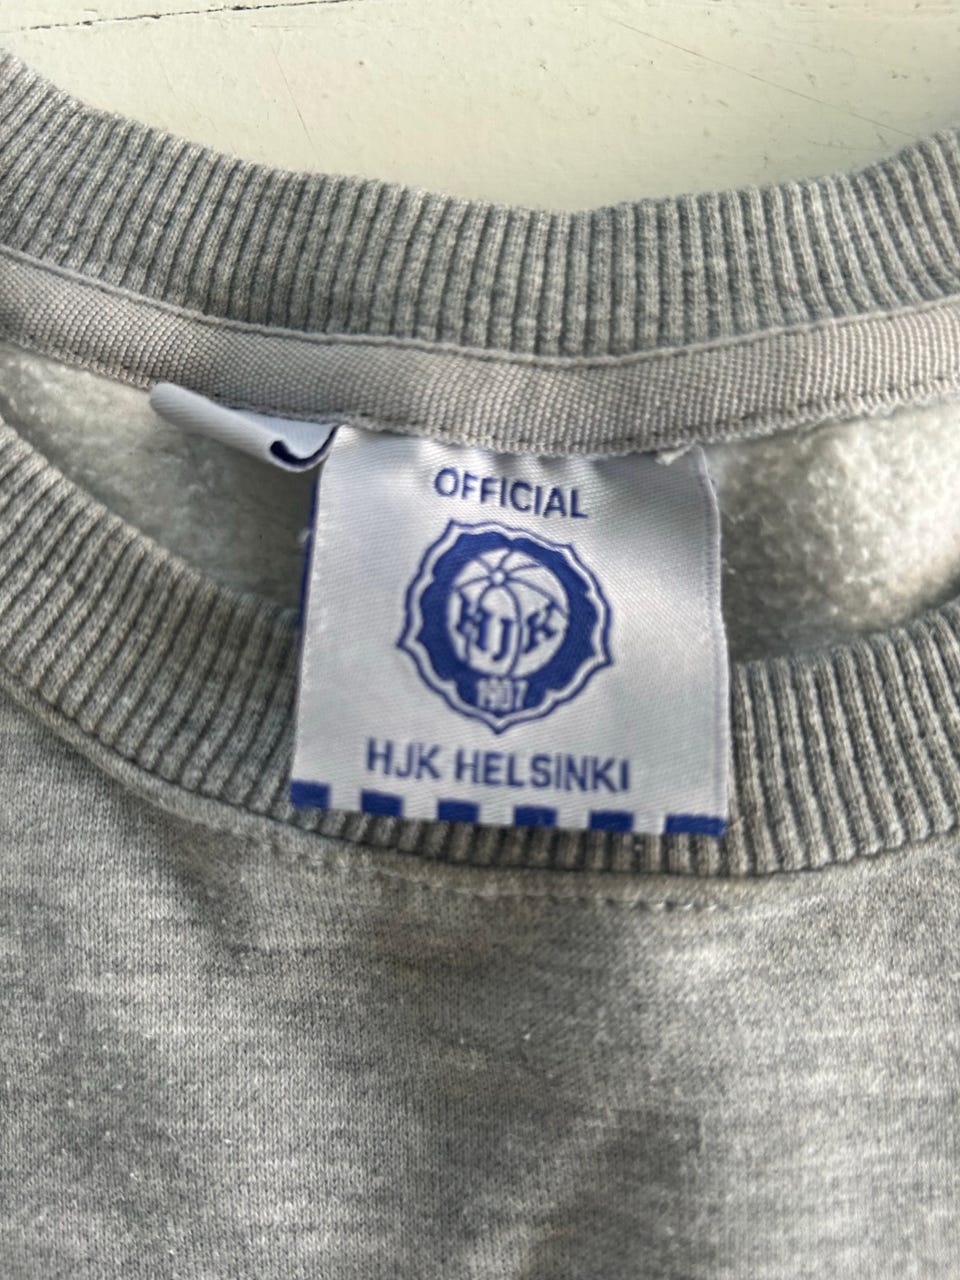 OFFICIAL
HJK
1907
HJK HELSINKI